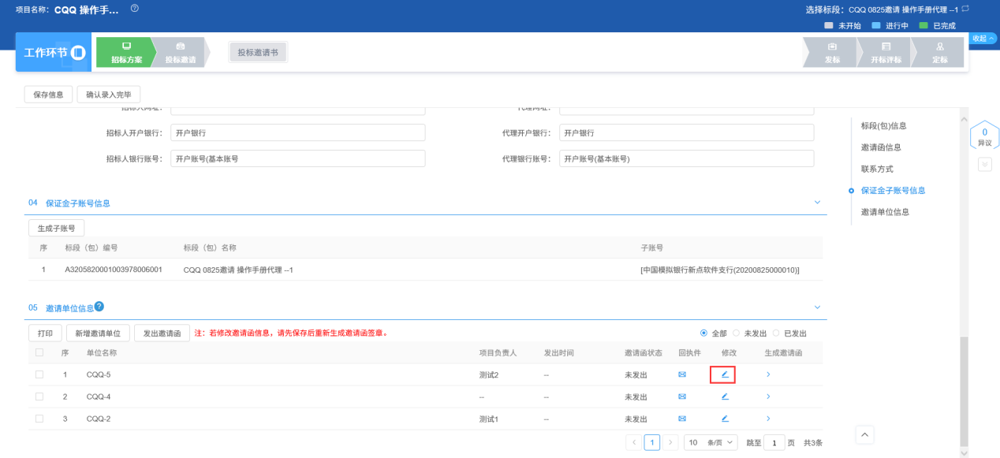 项目名称：CQQ 操作手...
选择标段：CQQ 0825邀请 操作手册代理 --1
未开始 进行中 已完成
收起
工作环节
招标方案
投标邀请
投标邀请书
发标
开标评标
定标
保存信息 确认录入完毕
招标人网址： 代理网址：
招标人开户银行： 开户银行 代理开户银行： 开户银行
招标人银行账号： 开户账号(基本账号 代理银行账号： 开户账号(基本账号)
标段(包)信息
邀请函信息
联系方式
保证金子账号信息
邀请单位信息
0
异议
04 保证金子账号信息
生成子账号
序 标段（包）编号 标段（包）名称 子账号
1 A3205820001003978006001 CQQ 0825邀请 操作手册代理 --1 [中国模拟银行新点软件支行(20200825000010)]
05 邀请单位信息?
打印 新增邀请单位 发出邀请函 注：若修改邀请函信息，请先保存后重新生成邀请函签章。 全部 未发出 已发出
序 单位名称 项目负责人 发出时间 邀请函状态 回执件 修改 生成邀请函
1 CQQ-5 测试2 -- 未发出
2 CQQ-4 -- -- 未发出
3 CQQ-2 测试1 -- 未发出
1 10 条/页 跳至 1 页 共3条